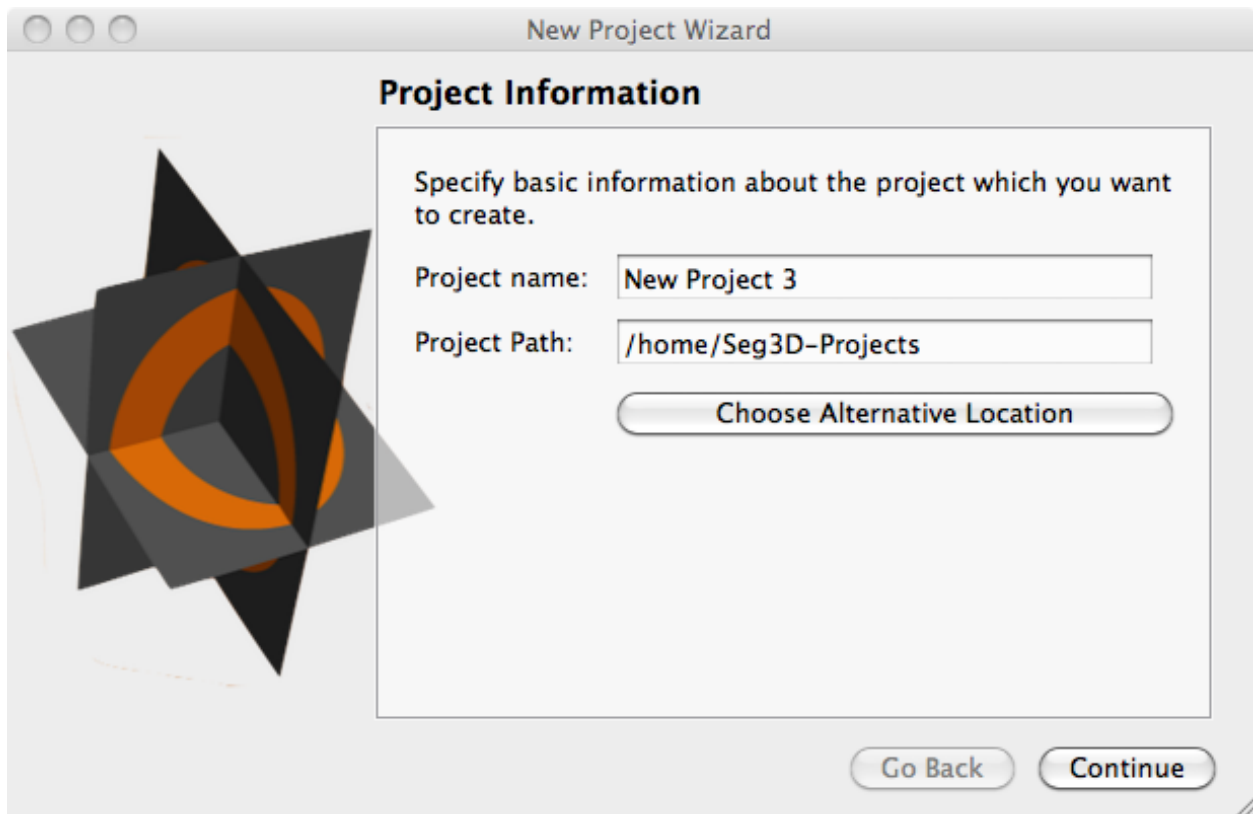 New Project Wizard
Project Information
Specify basic information about the project which you want
to create.
Project name: New Project 3
Project Path: /home/Seg3D-Projects
Choose Alternative Location
Go Back Continue